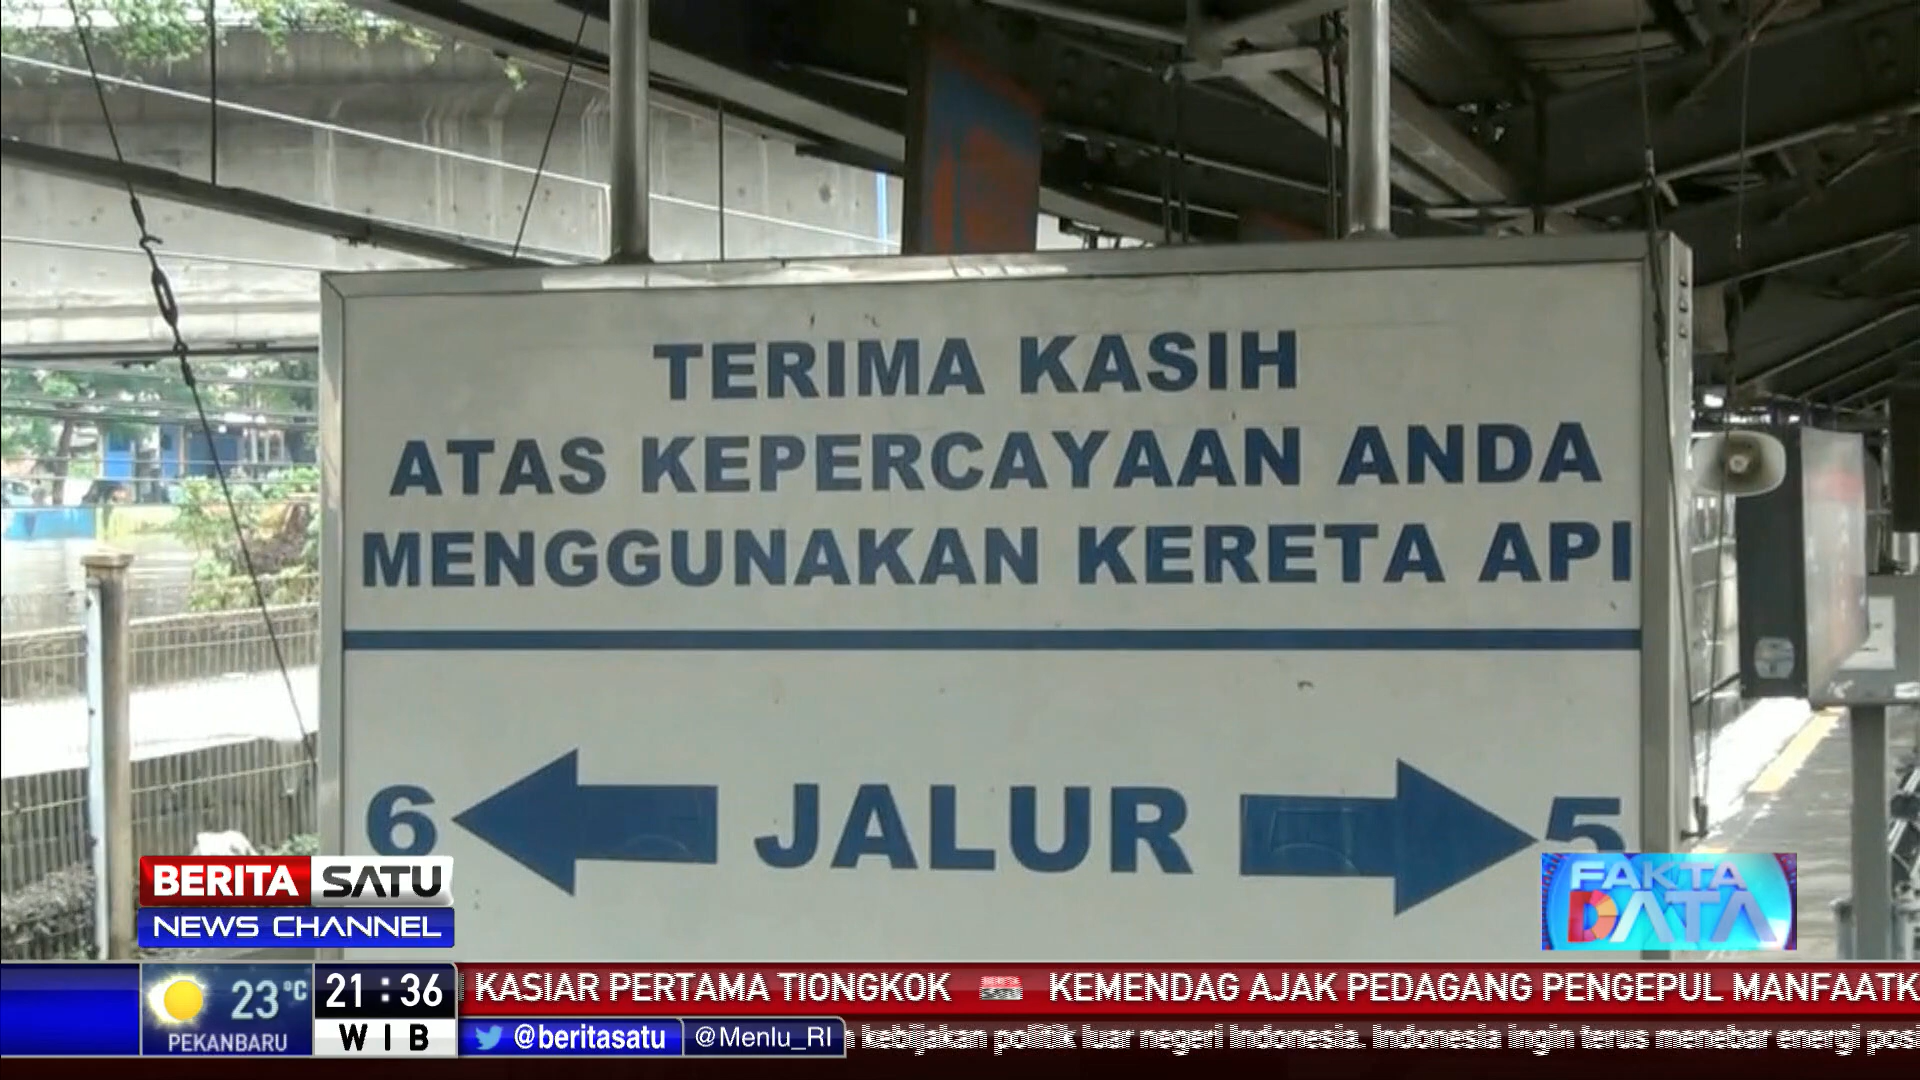 TERIMA KASIH
ATAS KEPERCAYAAN ANDA
MENGGUNAKAN KERETA API
6 JALUR 5
BERITA SATU
NEWS CHANNEL
FAKTA
DATA
23°C
PEKANBARU
21:36
WIB
KASIAR PERTAMA TIONGKOK KEMENDAG AJAK PEDAGANG PENGEPUL
@beritasatu @Menlu_RI kebijakan politik luar negeri Indonesia. Indonesia ingin terus menebar energi